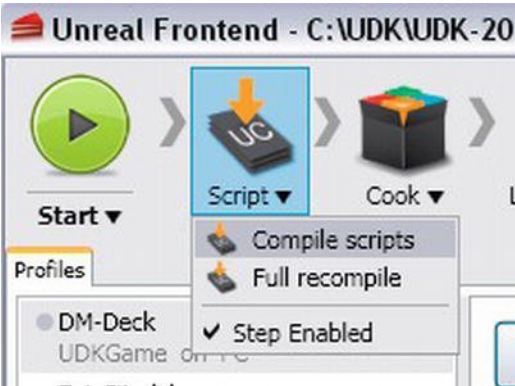 Unreal Frontend - C:\UDK\UDK-20
UC
Script ▼
Cook ▼
Start ▼
Compile scripts
Full recompile
Profiles
✔ Step Enabled
DM-Deck
UDKGame on PC